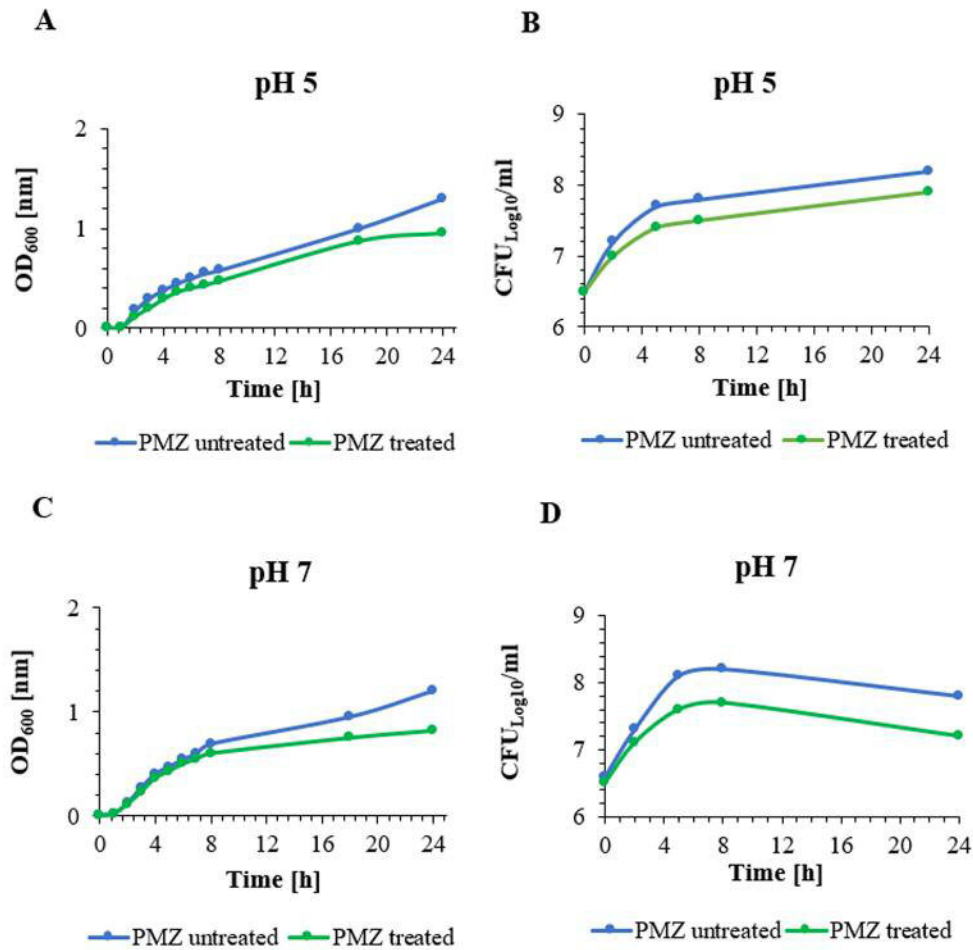 A
pH 5
OD600 [nm]
2
1
0
0 4 8 12 16 20 24
Time [h]
PMZ untreated PMZ treated
B
pH 5
CFULog10/ml
9
8
7
6
0 4 8 12 16 20 24
Time [h]
PMZ untreated PMZ treated
C
pH 7
OD600 [nm]
2
1
0
0 4 8 12 16 20 24
Time [h]
PMZ untreated PMZ treated
D
pH 7
CFULog10/ml
9
8
7
6
0 4 8 12 16 20 24
Time [h]
PMZ untreated PMZ treated